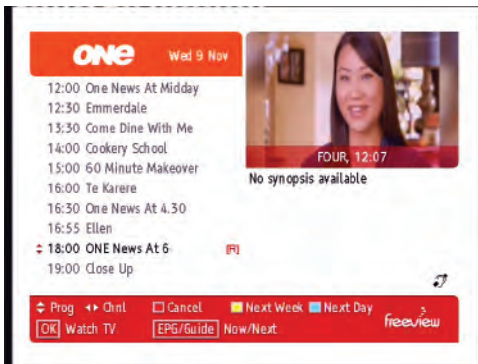 ONE Wed 9 Nov
12:00 One News At Midday
12:30 Emmerdale
13:30 Come Dine With Me
14:00 Cookery School
15:00 60 Minute Makeover
16:00 Te Karere
16:30 One News At 4.30
16:55 Ellen
18:00 ONE News At 6 [R]
19:00 Close Up
FOUR, 12:07
No synopsis available
Prog Chnl Cancel Next Week Next Day
OK Watch TV EPG/Guide Now/Next
freeview